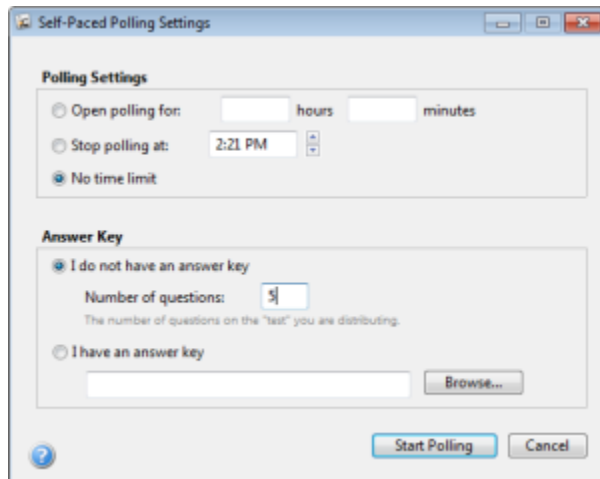 Self-Paced Polling Settings
Polling Settings
Open polling for: hours minutes
Stop polling at: 2:21 PM
No time limit
Answer Key
I do not have an answer key
Number of questions: 5
The number of questions on the "test" you are distributing.
I have an answer key
Browse...
Start Polling Cancel